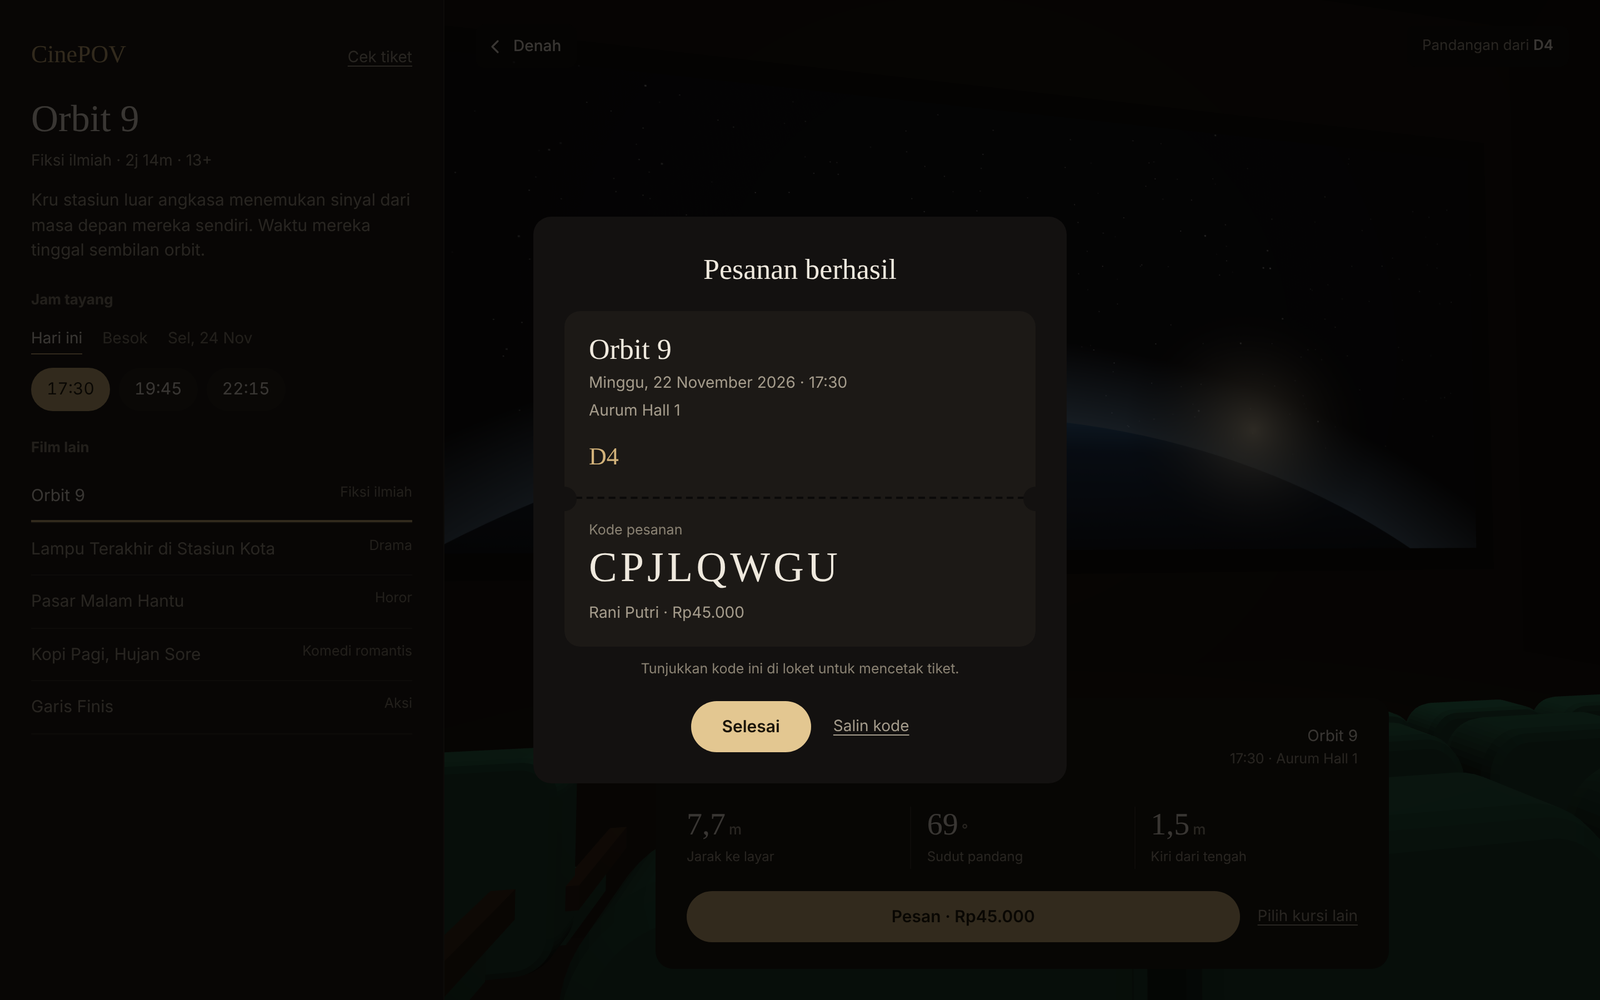 CinePOV
Cek tiket
Orbit 9
Fiksi ilmiah · 2j 14m · 13+
Kru stasiun luar angkasa menemukan sinyal dari
masa depan mereka sendiri. Waktu mereka
tinggal sembilan orbit.
Jam tayang
Hari ini
Besok
Sel, 24 Nov
17:30
19:45
22:15
Film lain
Orbit 9
Fiksi ilmiah
Lampu Terakhir di Stasiun Kota
Drama
Pasar Malam Hantu
Horor
Kopi Pagi, Hujan Sore
Komedi romantis
Garis Finis
Aksi
Denah
Pandangan dari D4
Pesanan berhasil
Orbit 9
Minggu, 22 November 2026 · 17:30
Aurum Hall 1
D4
Kode pesanan
CPJLQWGU
Rani Putri · Rp45.000
Tunjukkan kode ini di loket untuk mencetak tiket.
Selesai
Salin kode
Orbit 9
17:30 · Aurum Hall 1
7,7 m
Jarak ke layar
69 °
Sudut pandang
1,5 m
Kiri dari tengah
Pesan · Rp45.000
Pilih kursi lain